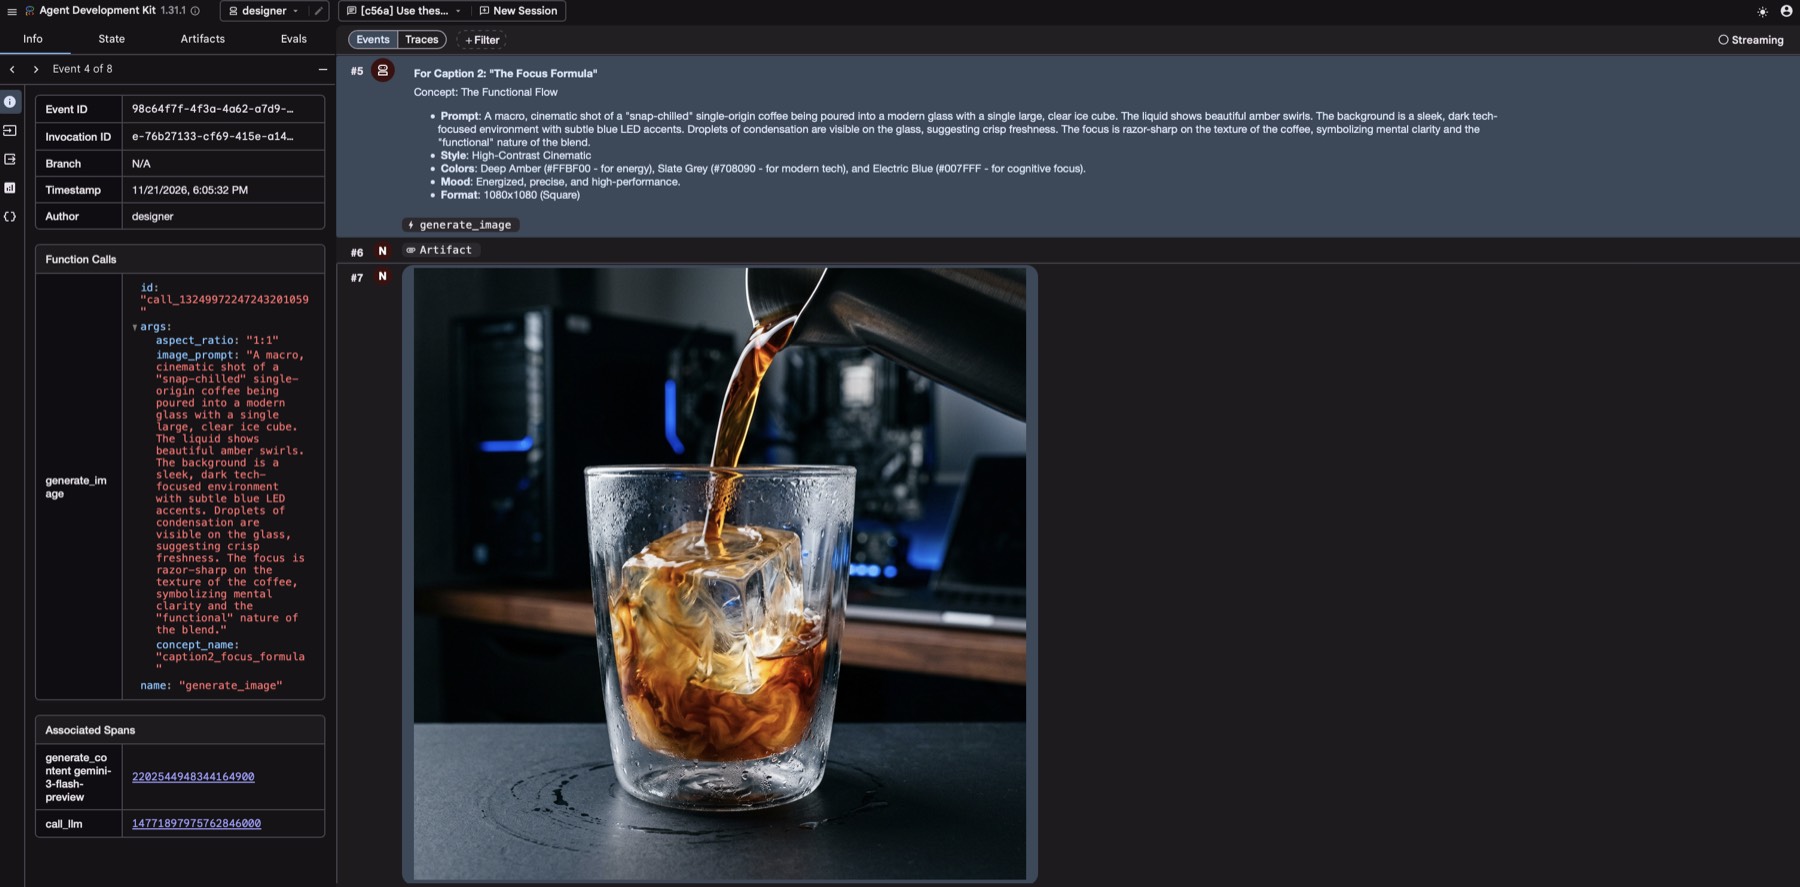 Agent Development Kit 1.31.1
designer
[c56a] Use thes...
New Session
Info
State
Artifacts
Evals
Events
Traces
+ Filter
Streaming
Event 4 of 8
Event ID
98c64f7f-4f3a-4a62-a7d9-…
Invocation ID
e-76b27133-cf69-415e-a14…
Branch
N/A
Timestamp
11/21/2026, 6:05:32 PM
Author
designer
Function Calls
generate_im
age
id:
"call_13249972247243201059
"
args:
aspect_ratio: "1:1"
image_prompt: "A macro,
cinematic shot of a
"snap-chilled" single-
origin coffee being
poured into a modern
glass with a single
large, clear ice cube.
The liquid shows
beautiful amber swirls.
The background is a
sleek, dark tech-
focused environment
with subtle blue LED
accents. Droplets of
condensation are
visible on the glass,
suggesting crisp
freshness. The focus is
razor-sharp on the
texture of the coffee,
symbolizing mental
clarity and the
"functional" nature of
the blend."
concept_name:
"caption2_focus_formula
"
name: "generate_image"
Associated Spans
generate_co
ntent gemini-
3-flash-
preview
2202544948344164900
call_llm
14771897975762846000
#5
For Caption 2: "The Focus Formula"
Concept: The Functional Flow
• Prompt: A macro, cinematic shot of a "snap-chilled" single-origin coffee being poured into a modern glass with a single large, clear ice cube. The liquid shows beautiful amber swirls. The background is a sleek, dark tech-
focused environment with subtle blue LED accents. Droplets of condensation are visible on the glass, suggesting crisp freshness. The focus is razor-sharp on the texture of the coffee, symbolizing mental clarity and the
"functional" nature of the blend.
• Style: High-Contrast Cinematic
• Colors: Deep Amber (#FFBF00 - for energy), Slate Grey (#708090 - for modern tech), and Electric Blue (#007FFF - for cognitive focus).
• Mood: Energized, precise, and high-performance.
• Format: 1080x1080 (Square)
generate_image
#6
N
Artifact
#7
N